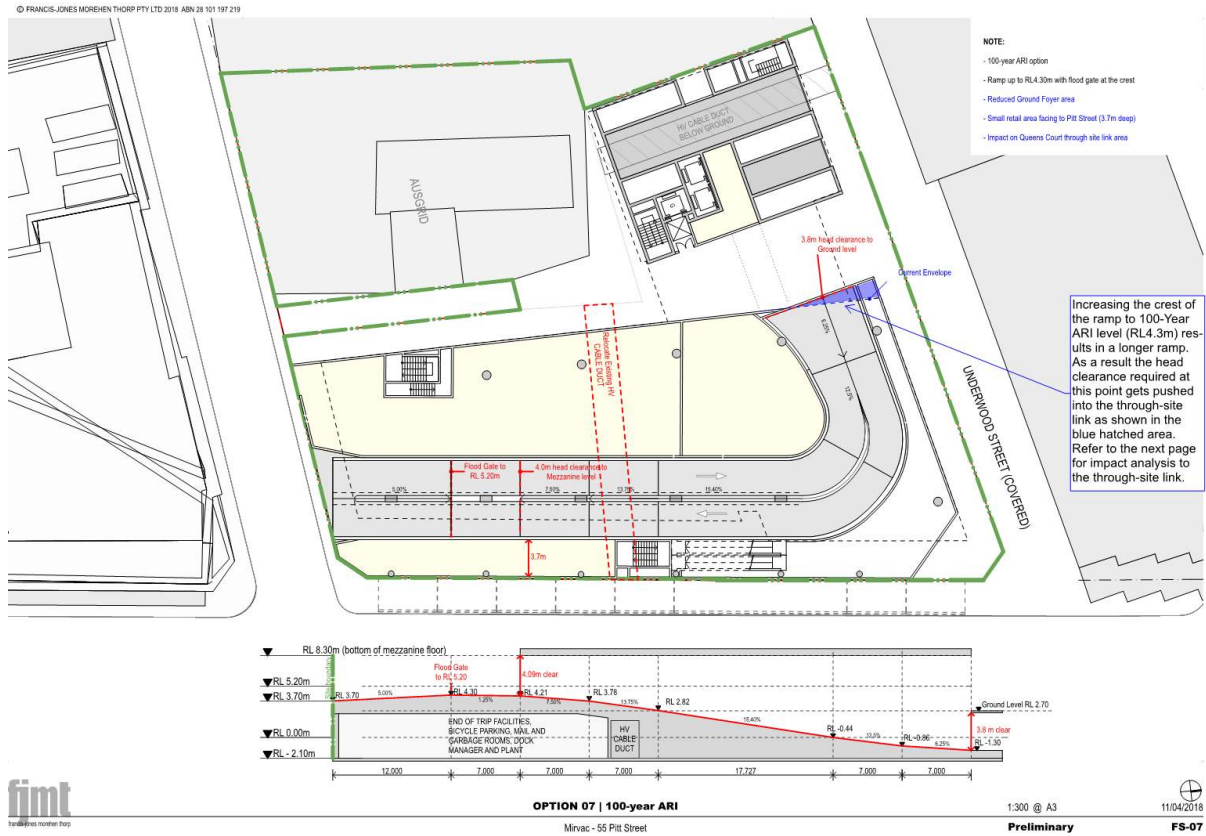 © FRANCIS-JONES MOREHEN THORP PTY LTD 2018 ABN 28 101 197 219
NOTE:
- 100-year ARI option
- Ramp up to RL4.30m with flood gate at the crest
- Reduced Ground Foyer area
- Small retail area facing to Pitt Street (3.7m deep)
- Impact on Queens Court through site link area
HV CABLE DUCT
BELOW GROUND
AUSGRID
3.8m head clearance to
Ground level
Current Envelope
Increasing the crest of
the ramp to 100-Year
ARI level (RL4.3m) res-
ults in a longer ramp.
As a result the head
clearance required at
this point gets pushed
into the through-site
link as shown in the
blue hatched area.
Refer to the next page
for impact analysis to
the through-site link.
6.25%
12.5%
Relocate Existing HV
CABLE DUCT
UNDERWOOD STREET (COVERED)
Flood Gate to
RL 5.20m
4.0m head clearance to
Mezzanine level
5.00%
7.50%
13.75%
15.40%
3.7m
RL 8.30m (bottom of mezzanine floor)
Flood Gate
to RL 5.20
4.09m clear
RL 5.20m
RL 3.70m
RL 3.70
5.00%
RL 4.30
1.25%
RL 4.21
7.50%
RL 3.78
13.75%
RL 2.82
15.40%
Ground Level RL 2.70
END OF TRIP FACILITIES,
BICYCLE PARKING, MAIL AND
GARBAGE ROOMS, DOCK
MANAGER AND PLANT
HV
CABLE
DUCT
RL 0.00m
RL -0.44
12.5%
RL -0.86
6.25%
RL -1.30
3.8 m clear
RL - 2.10m
12,000
7,000
7,000
7,000
17,727
7,000
7,000
fjmt
francis-jones morehen thorp
OPTION 07 | 100-year ARI
1:300 @ A3
11/04/2018
Mirvac - 55 Pitt Street
Preliminary
FS-07